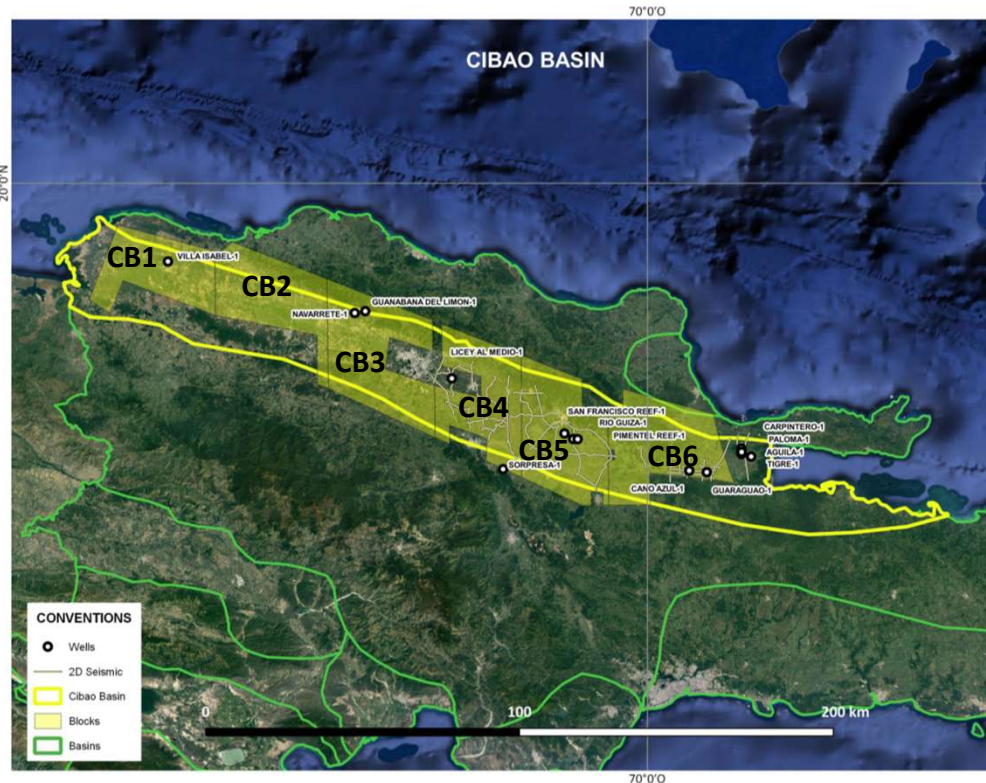 70°0'0
CIBAO BASIN
20°0'N
CB1
VILLA ISABEL-1
CB2
GUANABANA DEL LIMON-1
NAVARRETE-1
CB3
LICEY AL MEDIO-1
CB4
SAN FRANCISCO REEF-1
RIO GUIZA-1
CARPINTERO-1
PIMENTEL REEF-1
PALOMA-1
CB5
CB6
AGUILA-1
SORPRESA-1
TIGRE-1
CANO AZUL-1
GUARAGUAO-1
CONVENTIONS
Wells
2D Seismic
Cibao Basin
Blocks
Basins
0
100
200 km
70°0'0